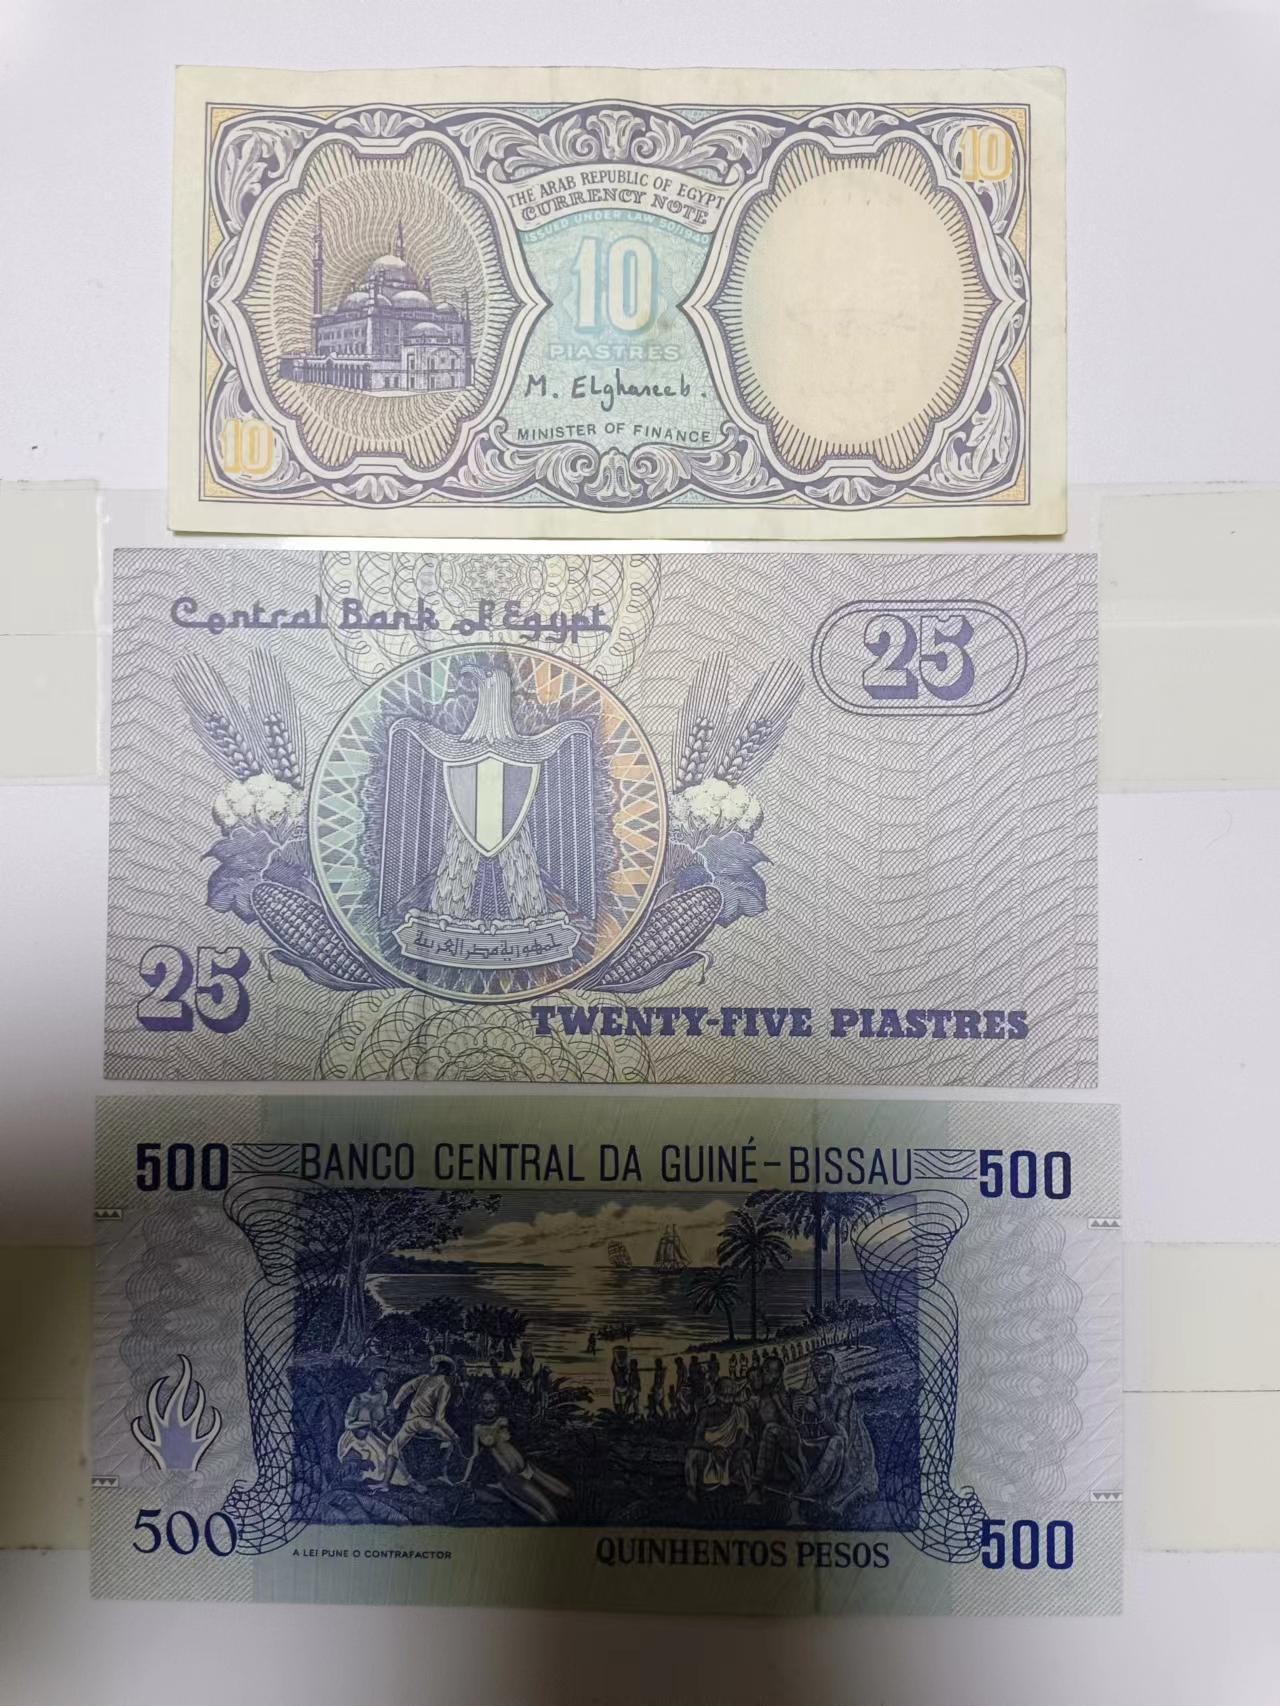 10
THE ARAB REPUBLIC OF EGYPT
CURRENCY NOTE
ISSUED UNDER LAW 50/1940
10
PIASTRES
M. Elghareeb.
MINISTER OF FINANCE
10
Central Bank of Egypt
25
جمهورية مصر العربية
25
TWENTY-FIVE PIASTRES
500 BANCO CENTRAL DA GUINÉ-BISSAU 500
500
A LEI PUNE O CONTRAFACTOR
QUINHENTOS PESOS
500